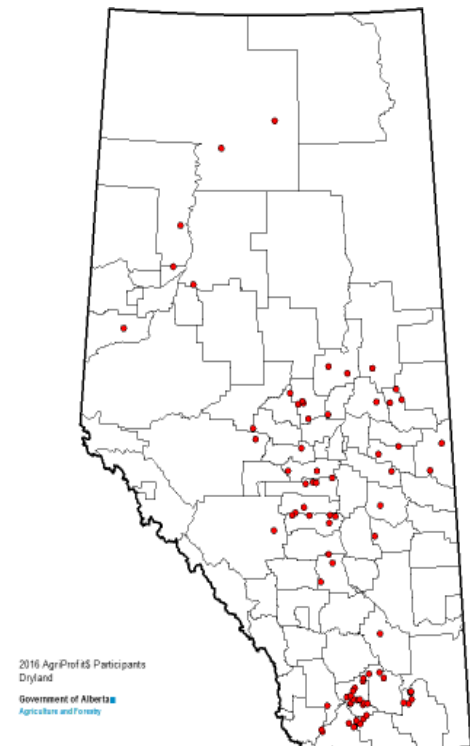 2016 AgriProfit$ Participants
Dryland
Government of Alberta
Agriculture and Forestry